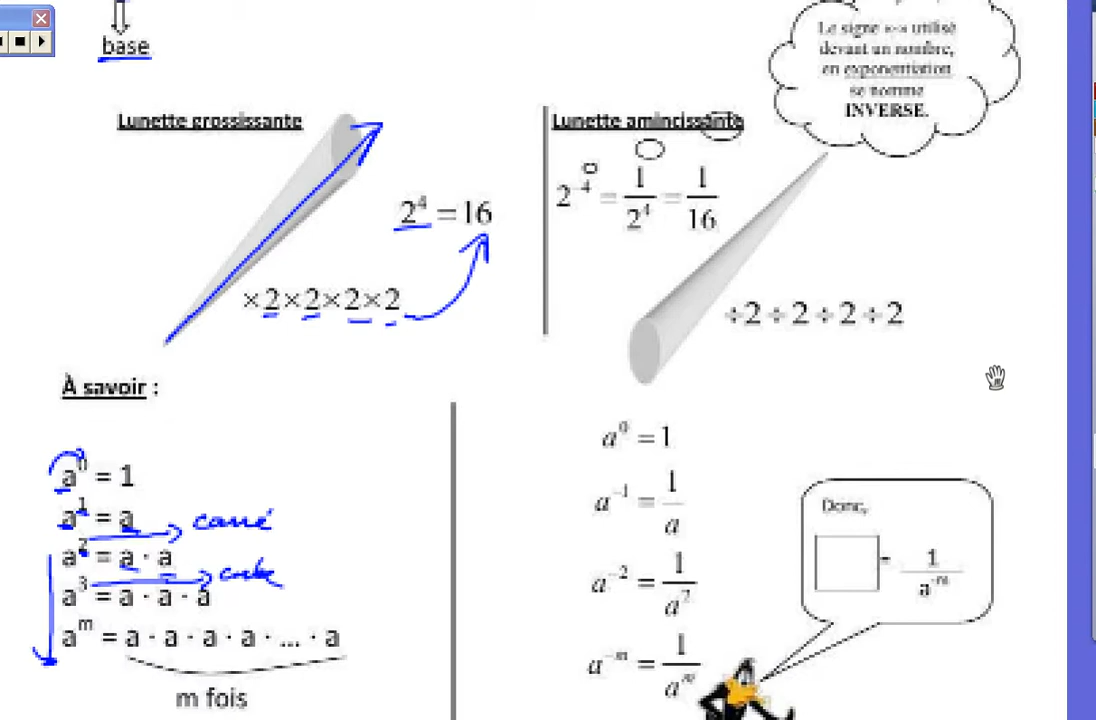 base
Le signe «-» utilisé
devant un nombre,
en exponentiation
se nomme
INVERSE.
Lunette grossissante
2⁴ = 16
×2×2×2×2
Lunette amincissante
2⁻⁴ = 1/2⁴ = 1/16
÷2÷2÷2÷2
À savoir :
a⁰ = 1
a¹ = a
carré
a² = a · a
cube
a³ = a · a · a
aᵐ = a · a · a · a · ... · a
m fois
a⁰ = 1
a⁻¹ = 1/a
a⁻² = 1/a²
a⁻ᵐ = 1/aᵐ
Donc,
= 1/a⁻ᵐ